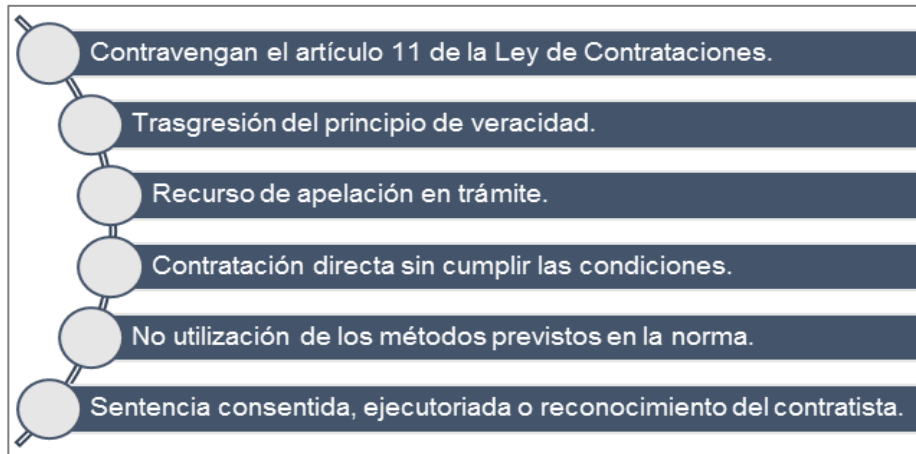 Contravengan el artículo 11 de la Ley de Contrataciones.
Trasgresión del principio de veracidad.
Recurso de apelación en trámite.
Contratación directa sin cumplir las condiciones.
No utilización de los métodos previstos en la norma.
Sentencia consentida, ejecutoriada o reconocimiento del contratista.